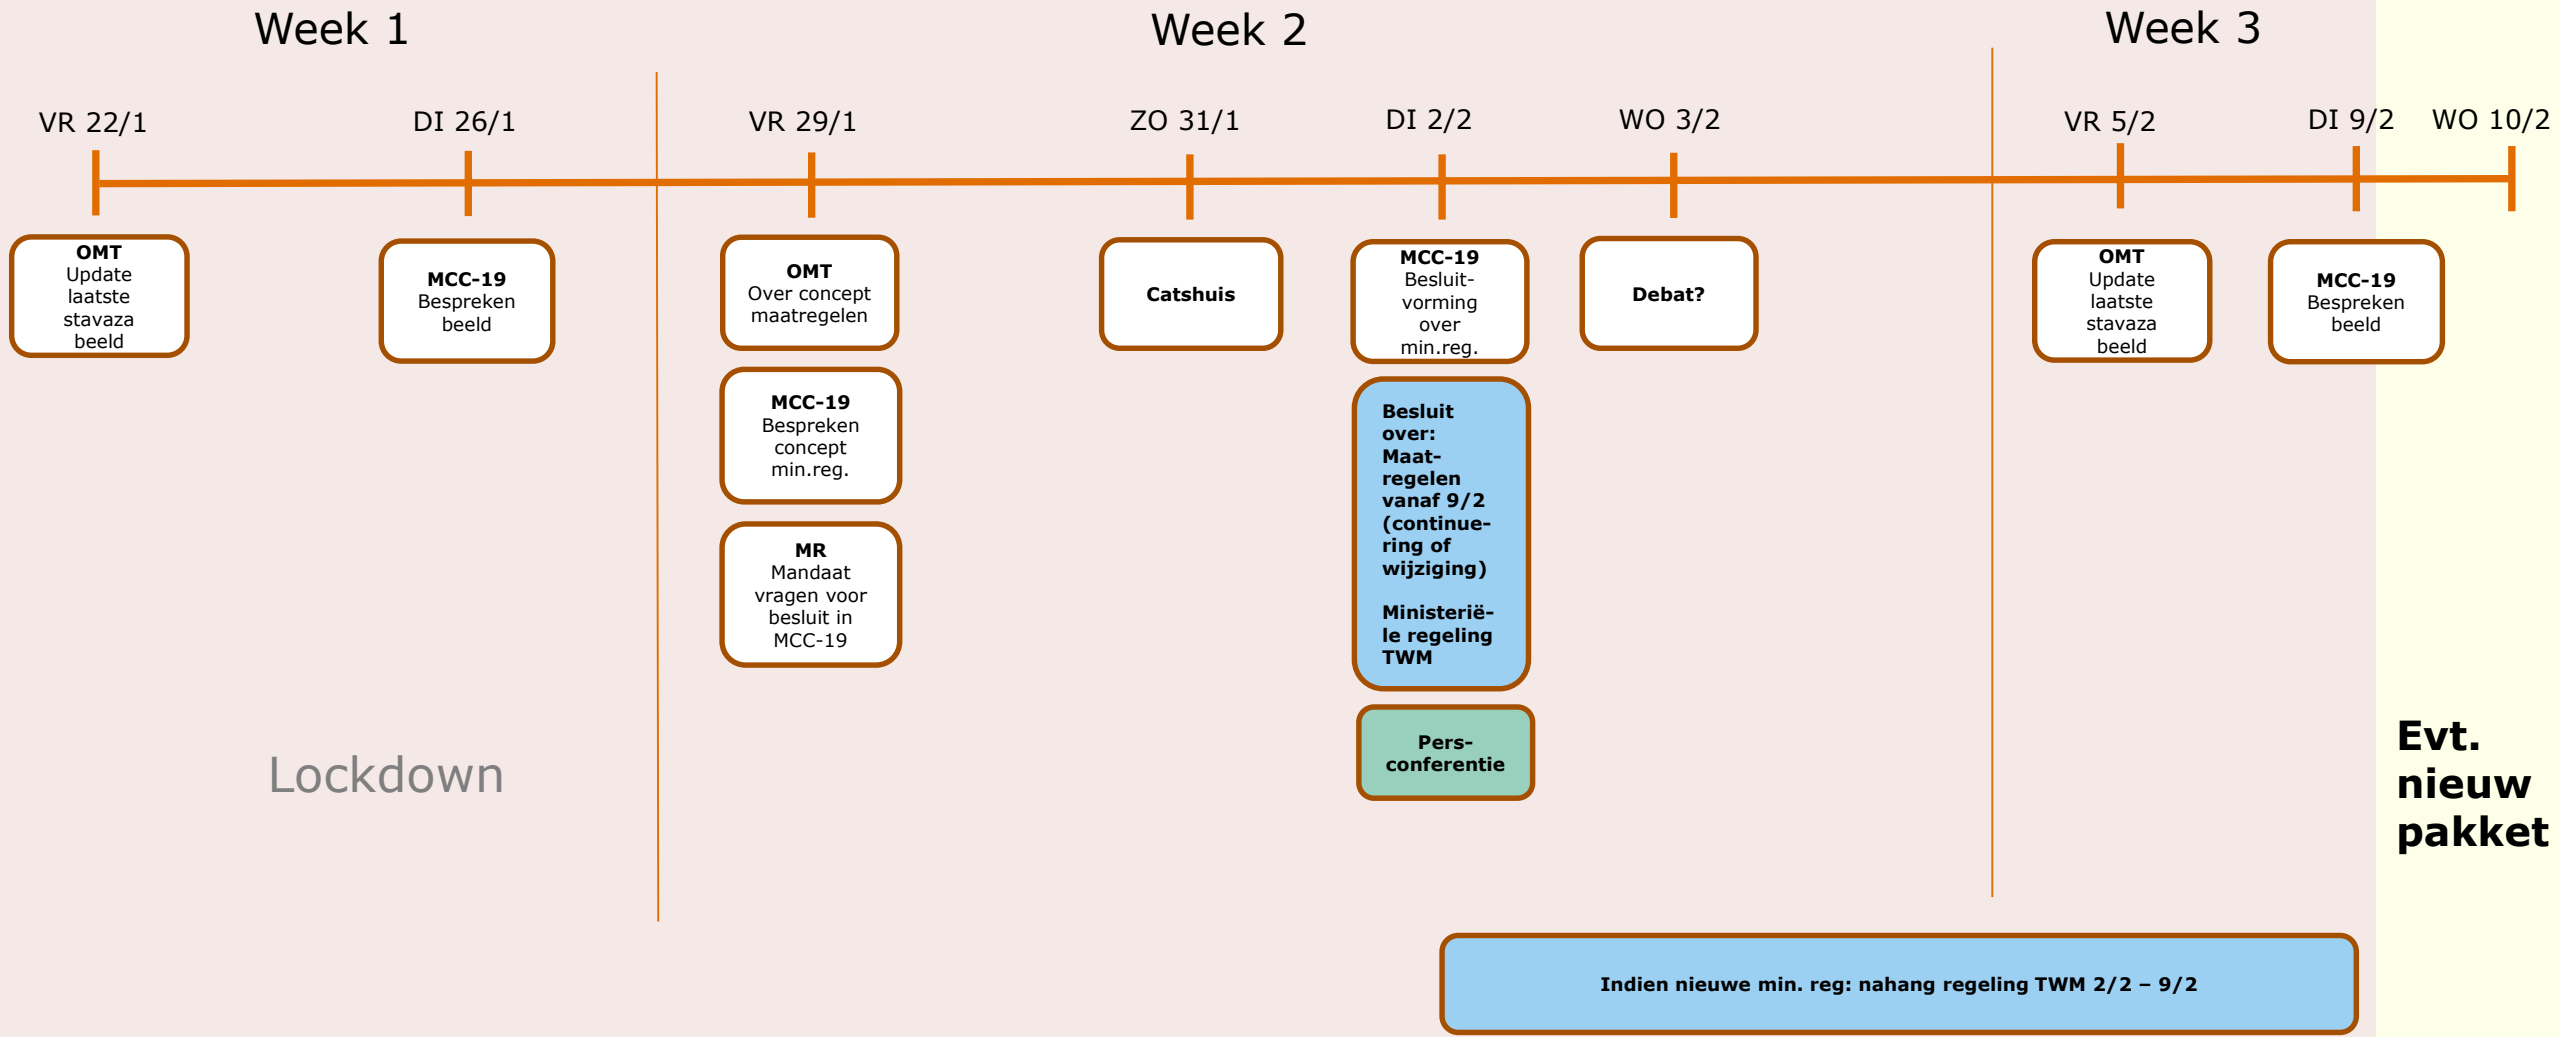 Week 1
Week 2
Week 3
VR 22/1
DI 26/1
VR 29/1
ZO 31/1
DI 2/2
WO 3/2
VR 5/2
DI 9/2
WO 10/2
OMT
Update
laatste
stavaza
beeld
MCC-19
Bespreken
beeld
OMT
Over concept
maatregelen
MCC-19
Bespreken
concept
min.reg.
MR
Mandaat
vragen voor
besluit in
MCC-19
Catshuis
MCC-19
Besluit-
vorming
over
min.reg.
Besluit
over:
Maat-
regelen
vanaf 9/2
(continue-
ring of
wijziging)
Ministerië-
le regeling
TWM
Pers-
conferentie
Debat?
OMT
Update
laatste
stavaza
beeld
MCC-19
Bespreken
beeld
Lockdown
Evt.
nieuw
pakket
Indien nieuwe min. reg: nahang regeling TWM 2/2 – 9/2